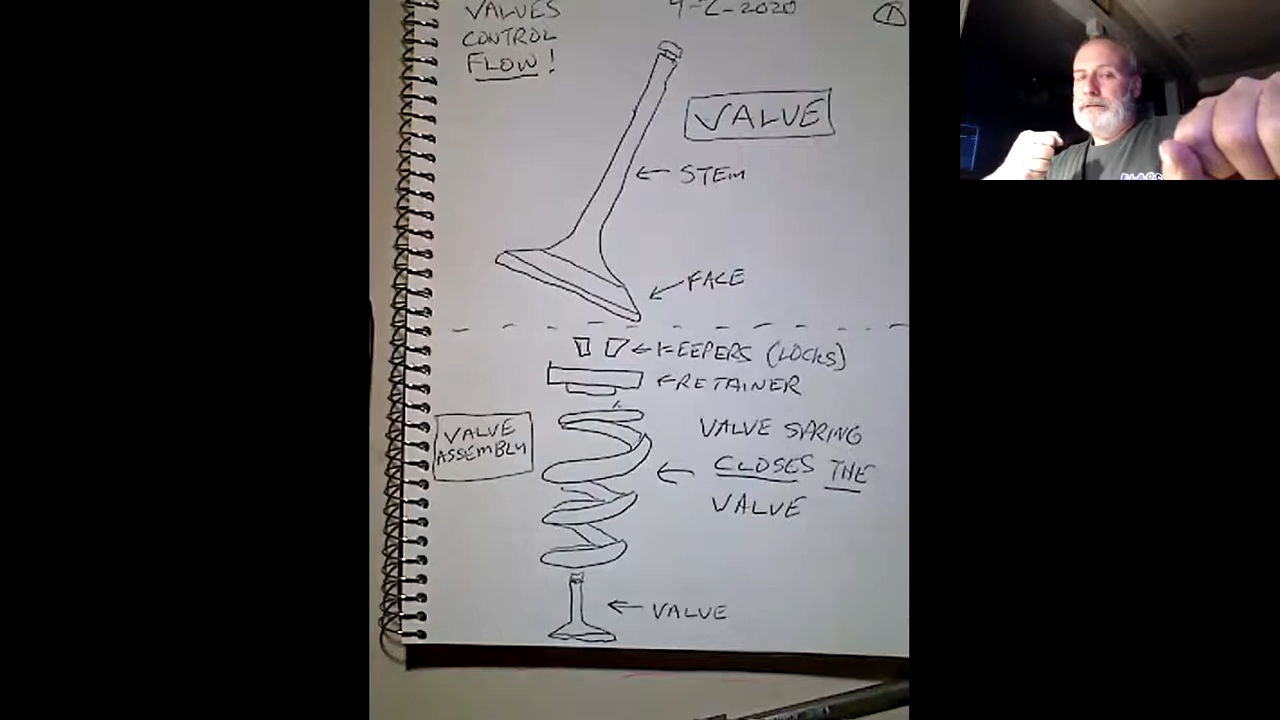 VALVES
CONTROL
FLOW!
4-2-2020
1
VALVE
← STEM
← FACE
← KEEPERS (LOCKS)
← RETAINER
VALVE
ASSEMBLY
VALVE SPRING
← CLOSES THE
VALVE
← VALVE